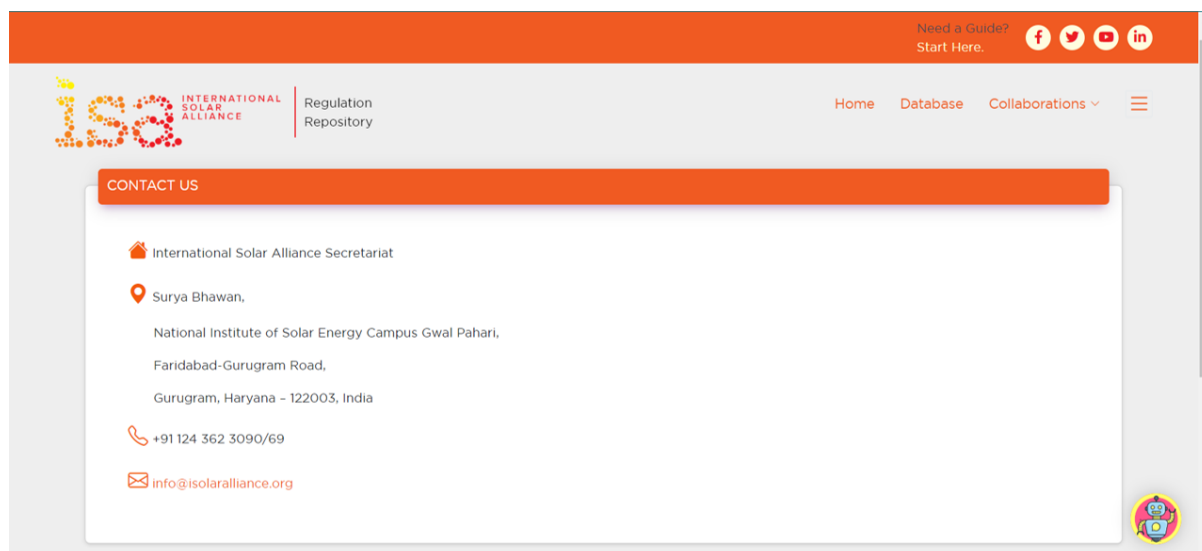 Need a Guide?
Start Here.
isa
INTERNATIONAL
SOLAR
ALLIANCE
Regulation
Repository
Home Database Collaborations
CONTACT US
International Solar Alliance Secretariat
Surya Bhawan,
National Institute of Solar Energy Campus Gwal Pahari,
Faridabad-Gurugram Road,
Gurugram, Haryana – 122003, India
+91 124 362 3090/69
info@isolaralliance.org